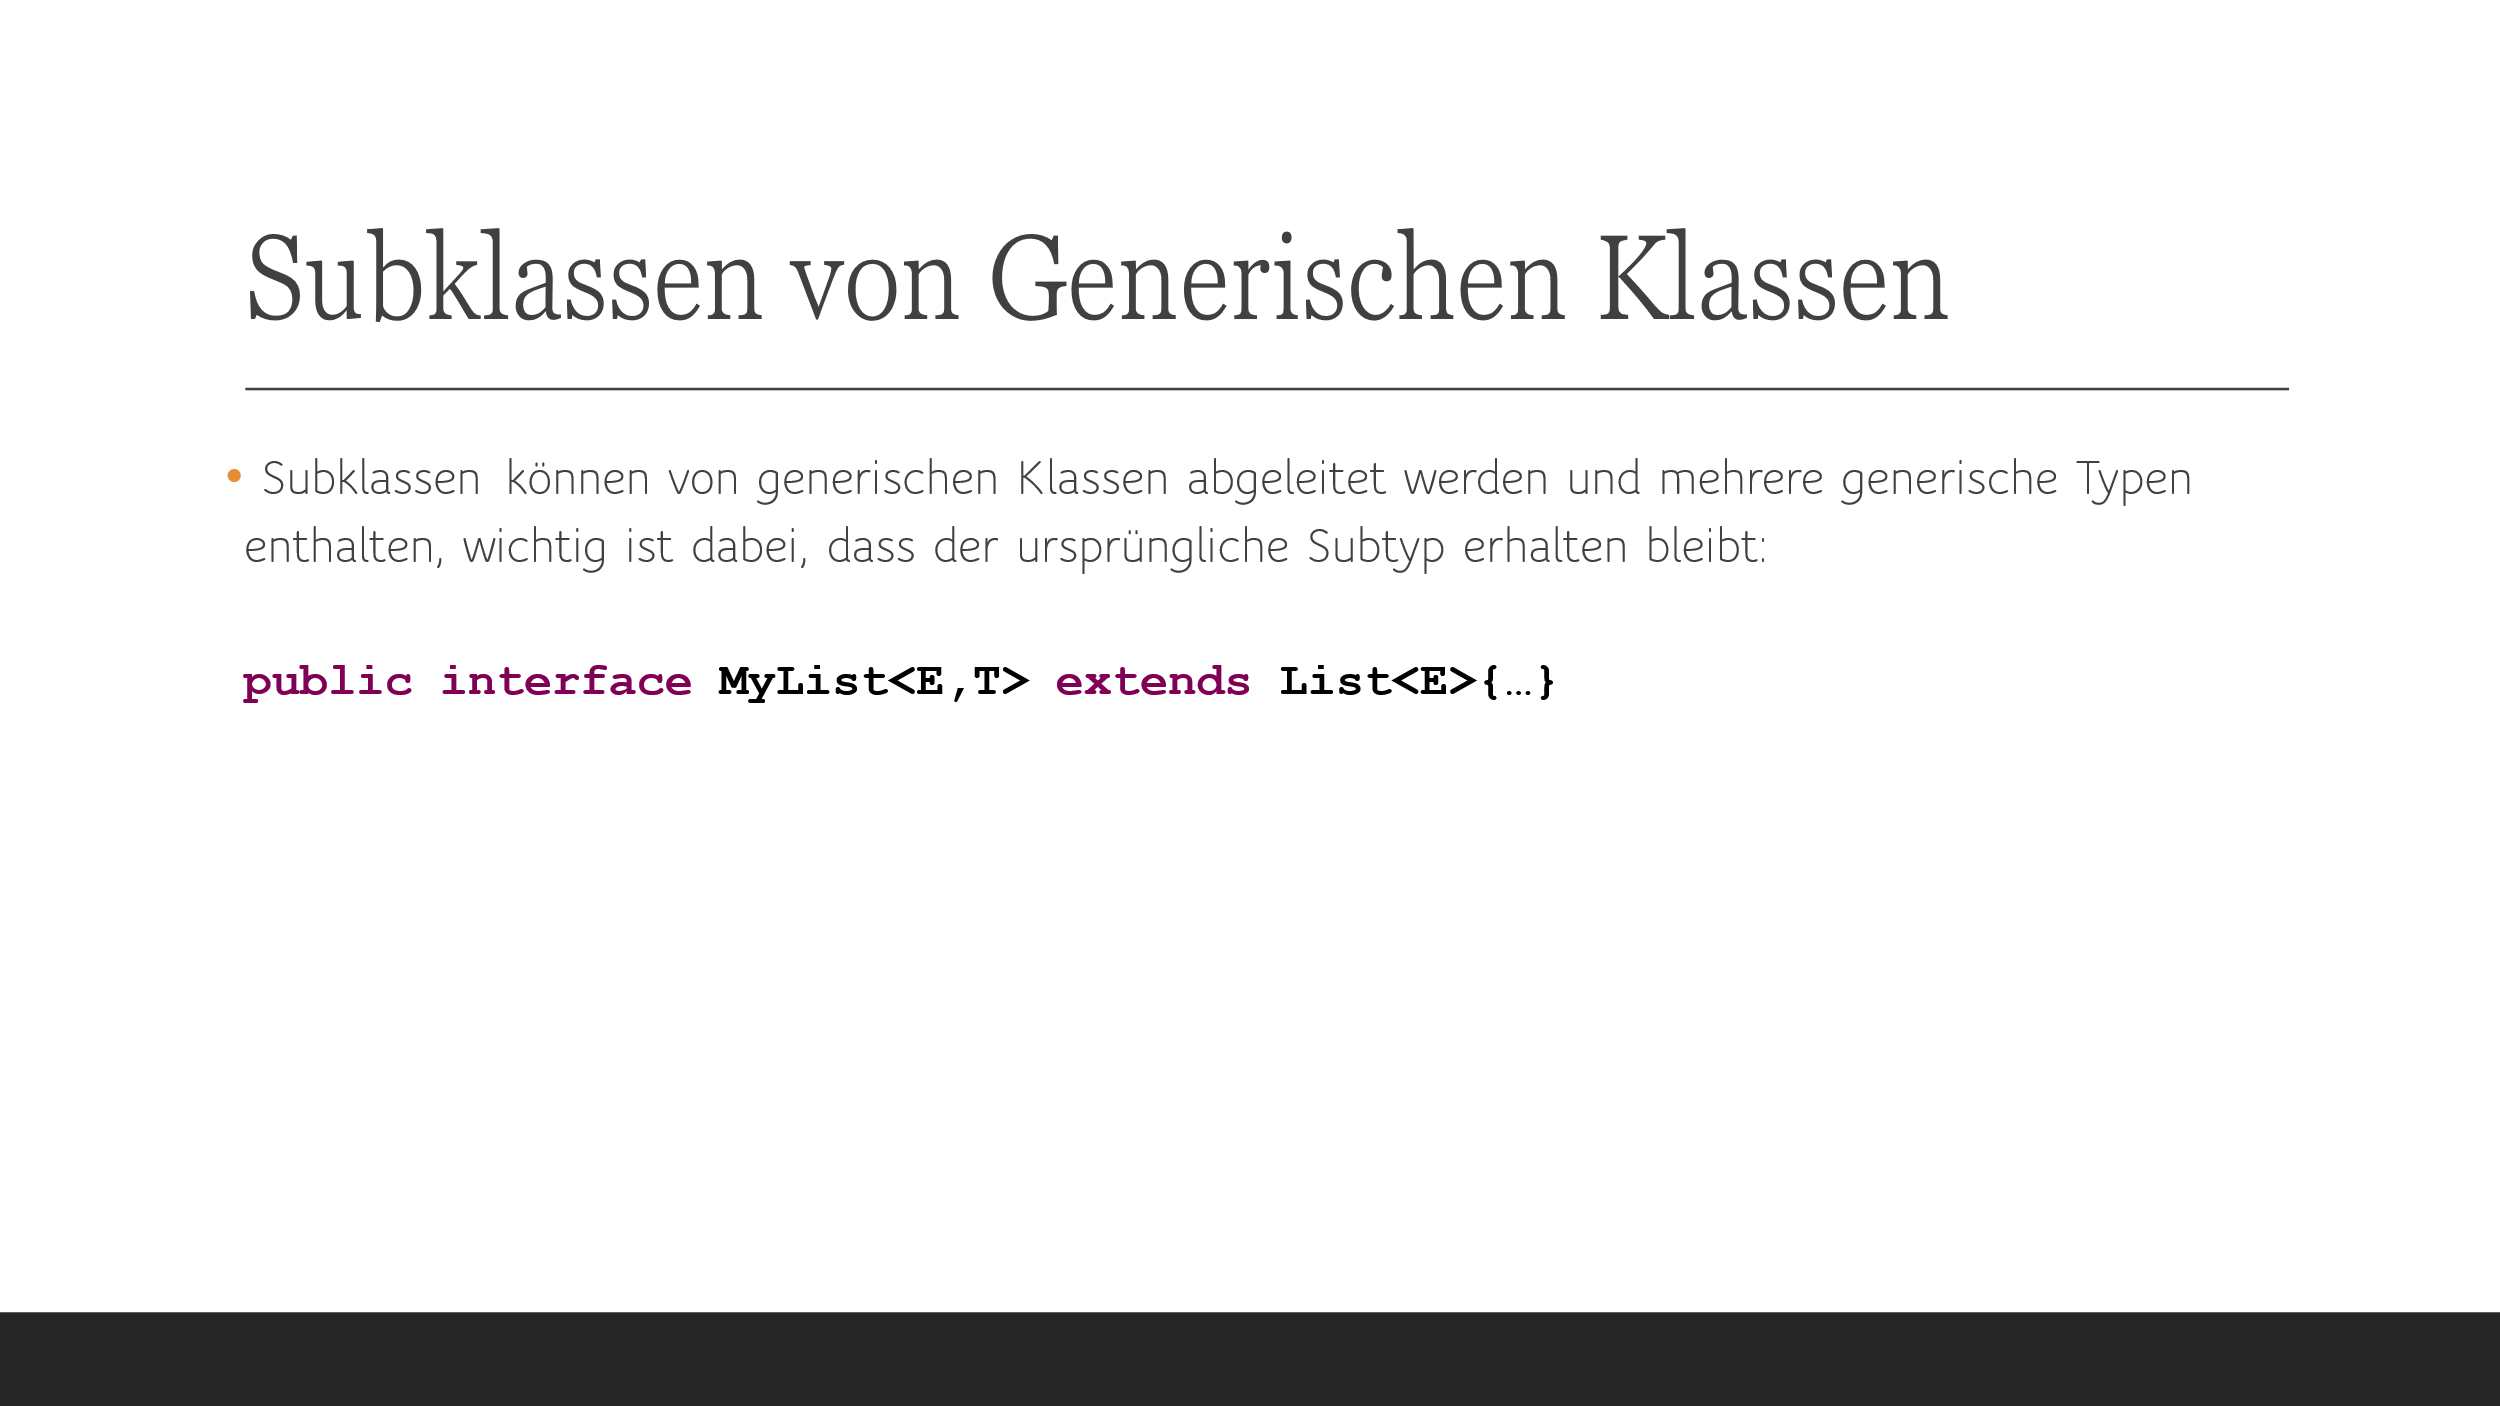 Subklassen von Generischen Klassen
• Subklassen können von generischen Klassen abgeleitet werden und mehrere generische Typen
enthalten, wichtig ist dabei, dass der ursprüngliche Subtyp erhalten bleibt:
public interface MyList<E,T> extends List<E>{…}